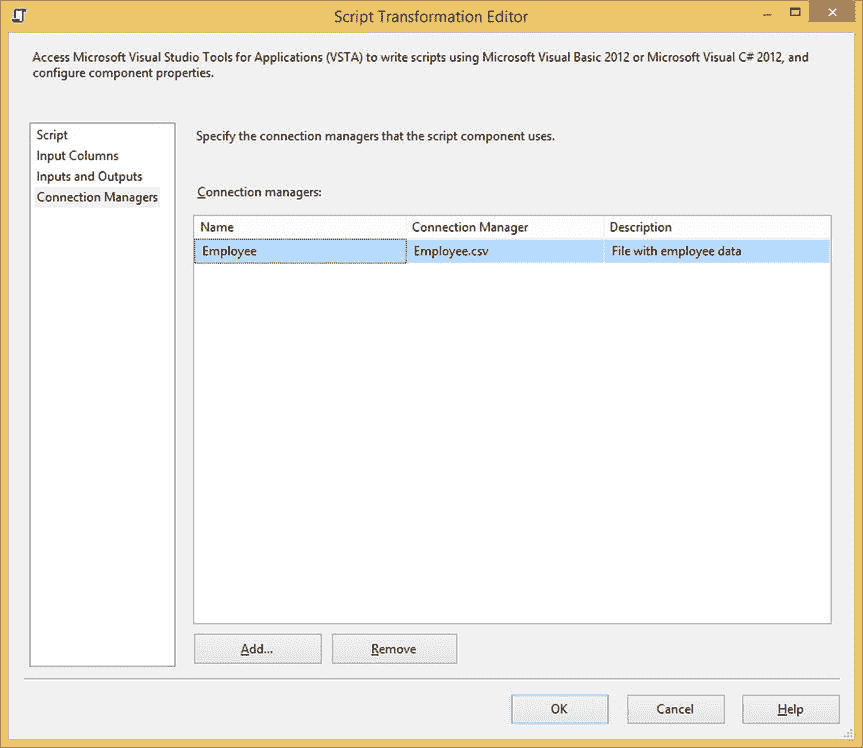 Script Transformation Editor
Access Microsoft Visual Studio Tools for Applications (VSTA) to write scripts using Microsoft Visual Basic 2012 or Microsoft Visual C# 2012, and
configure component properties.
Script
Input Columns
Inputs and Outputs
Connection Managers
Specify the connection managers that the script component uses.
Connection managers:
Name Connection Manager Description
Employee Employee.csv File with employee data
Add... Remove
OK Cancel Help